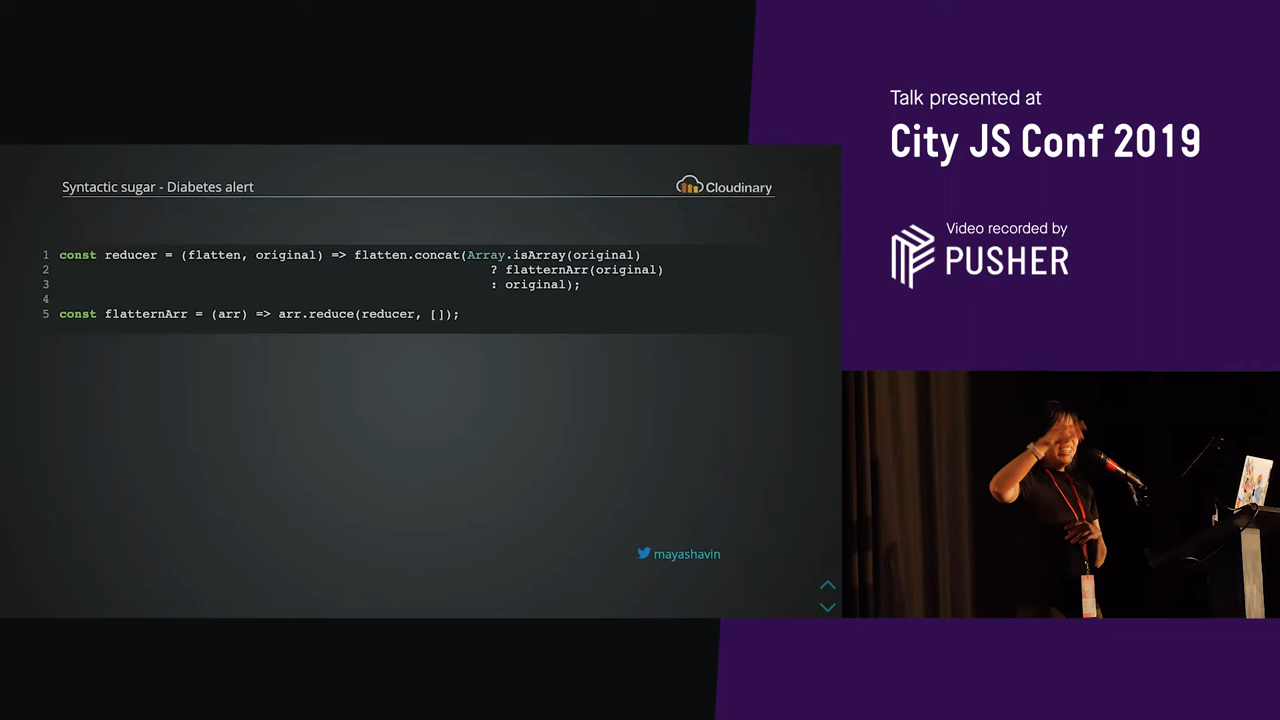 Talk presented at
City JS Conf 2019
Video recorded by
PUSHER
Syntactic sugar - Diabetes alert
Cloudinary
1 const reducer = (flatten, original) => flatten.concat(Array.isArray(original)
2 ? flatternArr(original)
3 : original);
4
5 const flatternArr = (arr) => arr.reduce(reducer, []);
mayashavin